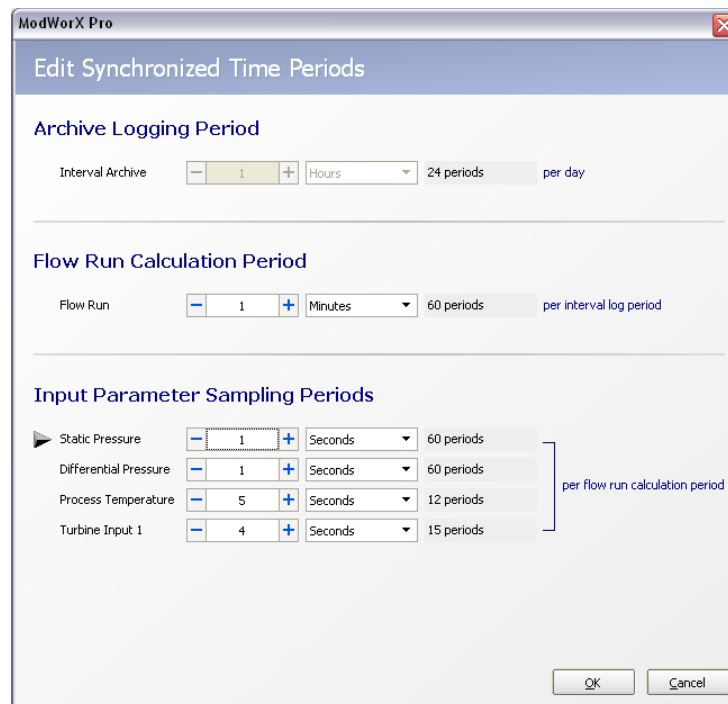 ModWorX Pro
Edit Synchronized Time Periods
Archive Logging Period
Interval Archive 1 Hours 24 periods per day
Flow Run Calculation Period
Flow Run 1 Minutes 60 periods per interval log period
Input Parameter Sampling Periods
Static Pressure 1 Seconds 60 periods
Differential Pressure 1 Seconds 60 periods
per flow run calculation period
Process Temperature 5 Seconds 12 periods
Turbine Input 1 4 Seconds 15 periods
OK Cancel